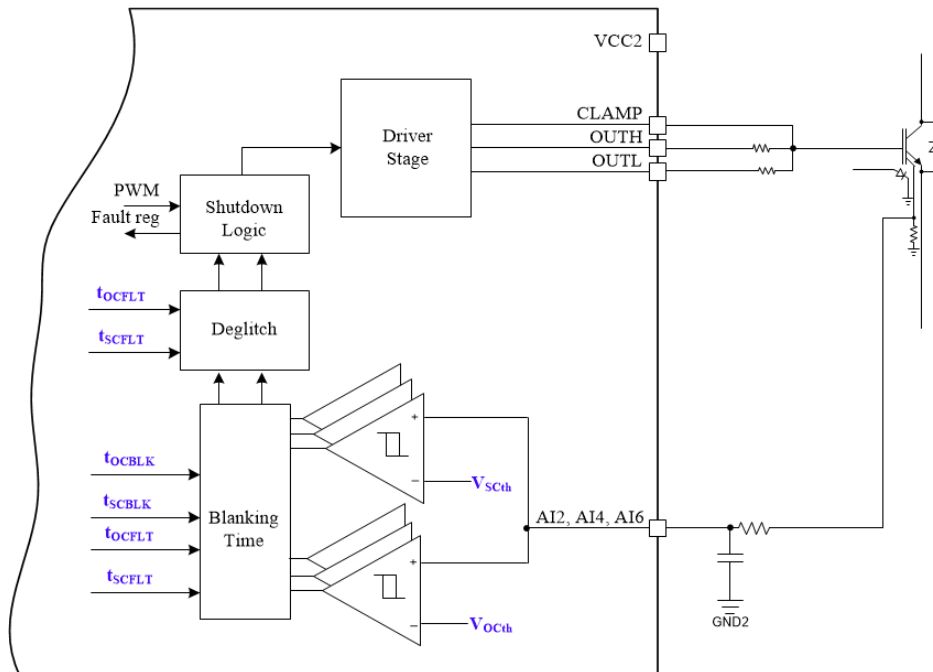 VCC2
CLAMP
OUTH
OUTL
Driver
Stage
PWM
Fault reg
Shutdown
Logic
tOCFLT
tSCFLT
Deglitch
+
−
VSCth
tOCBLK
tSCBLK
tOCFLT
tSCFLT
Blanking
Time
AI2, AI4, AI6
+
−
VOCth
GND2